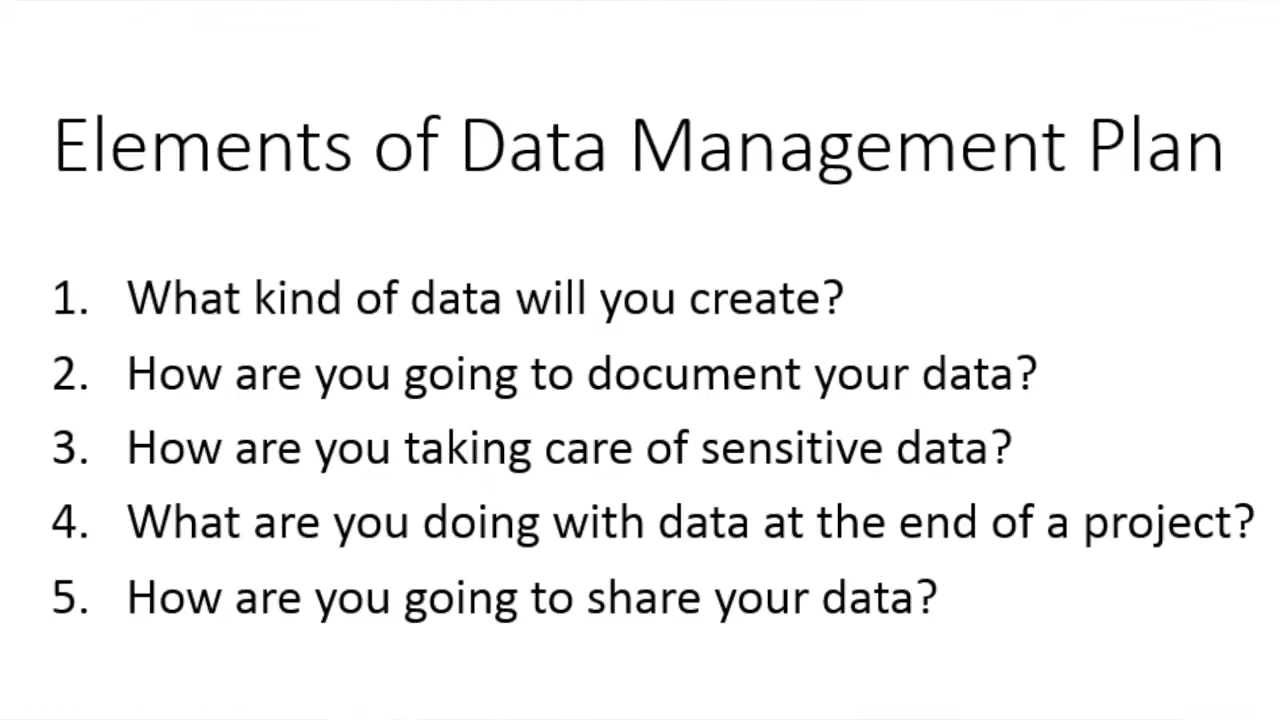 Elements of Data Management Plan
1. What kind of data will you create?
2. How are you going to document your data?
3. How are you taking care of sensitive data?
4. What are you doing with data at the end of a project?
5. How are you going to share your data?